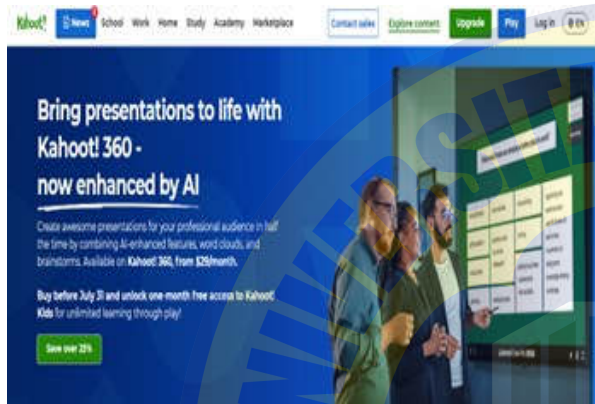 Kahoot! News School Work Home Study Academy Marketplace Contact sales Explore content Upgrade Play Log in EN
Bring presentations to life with
Kahoot! 360 -
now enhanced by AI
Create awesome presentations for your professional audience in half
the time by combining AI-enhanced features, word clouds, and
brainstorms. Available on Kahoot! 360, from $29/month.
Buy before July 31 and unlock one-month free access to Kahoot!
Kids for unlimited learning through play!
Save over 25%
UNIVERSITA